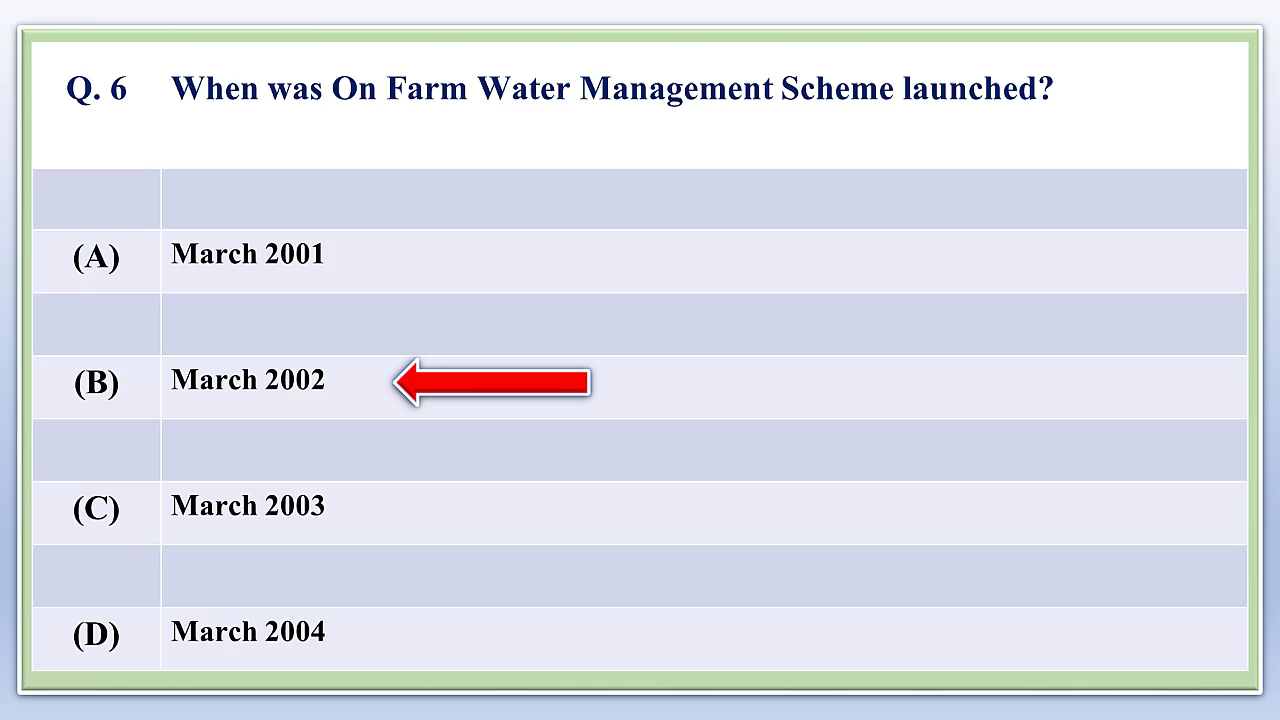 Q. 6 When was On Farm Water Management Scheme launched?
(A) March 2001
(B) March 2002
(C) March 2003
(D) March 2004